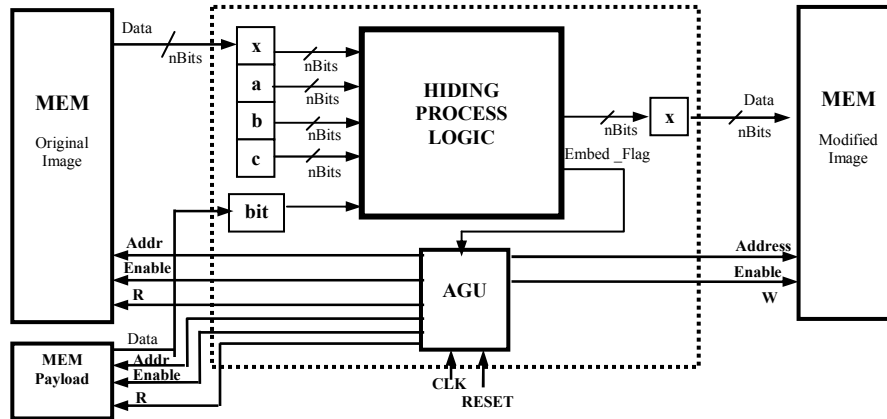 Data
nBits
MEM
Original
Image
x
a
b
c
nBits
nBits
nBits
nBits
bit
HIDING
PROCESS
LOGIC
nBits
x
Data
nBits
MEM
Modified
Image
Embed _Flag
Addr
Enable
R
AGU
Address
Enable
W
MEM
Payload
Data
Addr
Enable
R
CLK
RESET